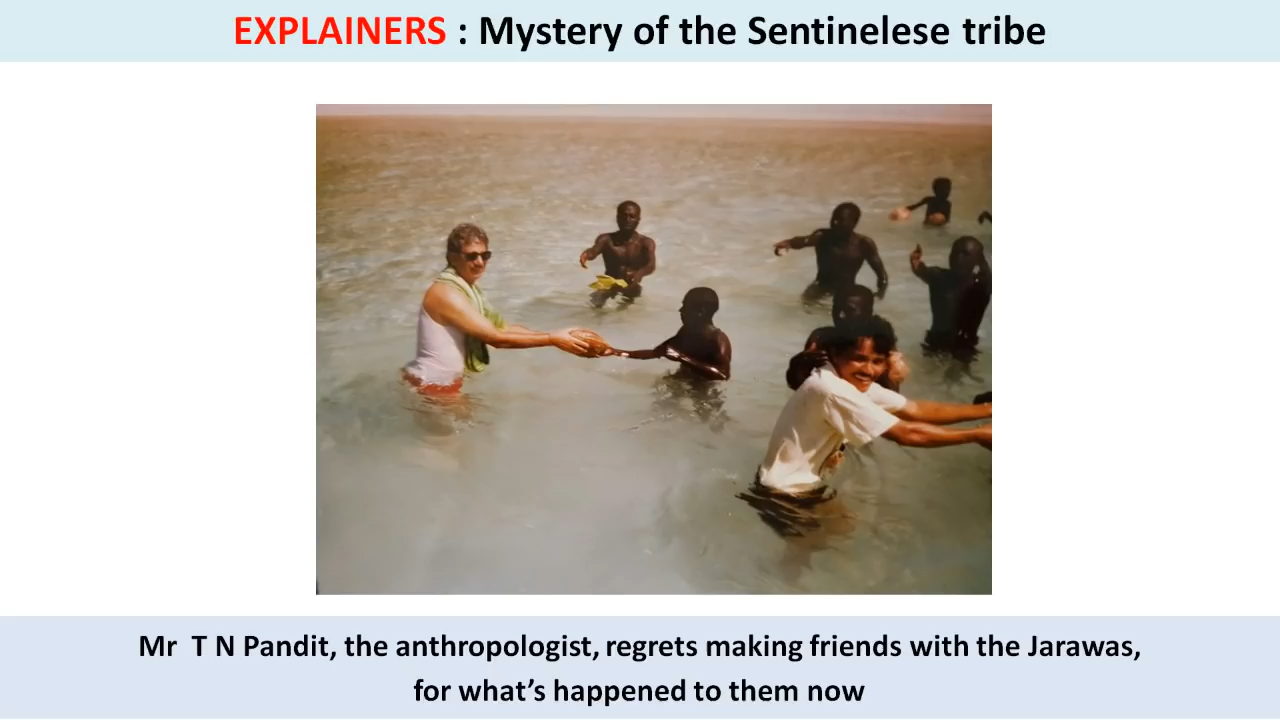 EXPLAINERS : Mystery of the Sentinelese tribe
Mr T N Pandit, the anthropologist, regrets making friends with the Jarawas,
for what’s happened to them now